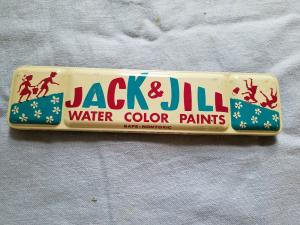 JACK & JILL
WATER COLOR PAINTS
SAFE-NONTOXIC